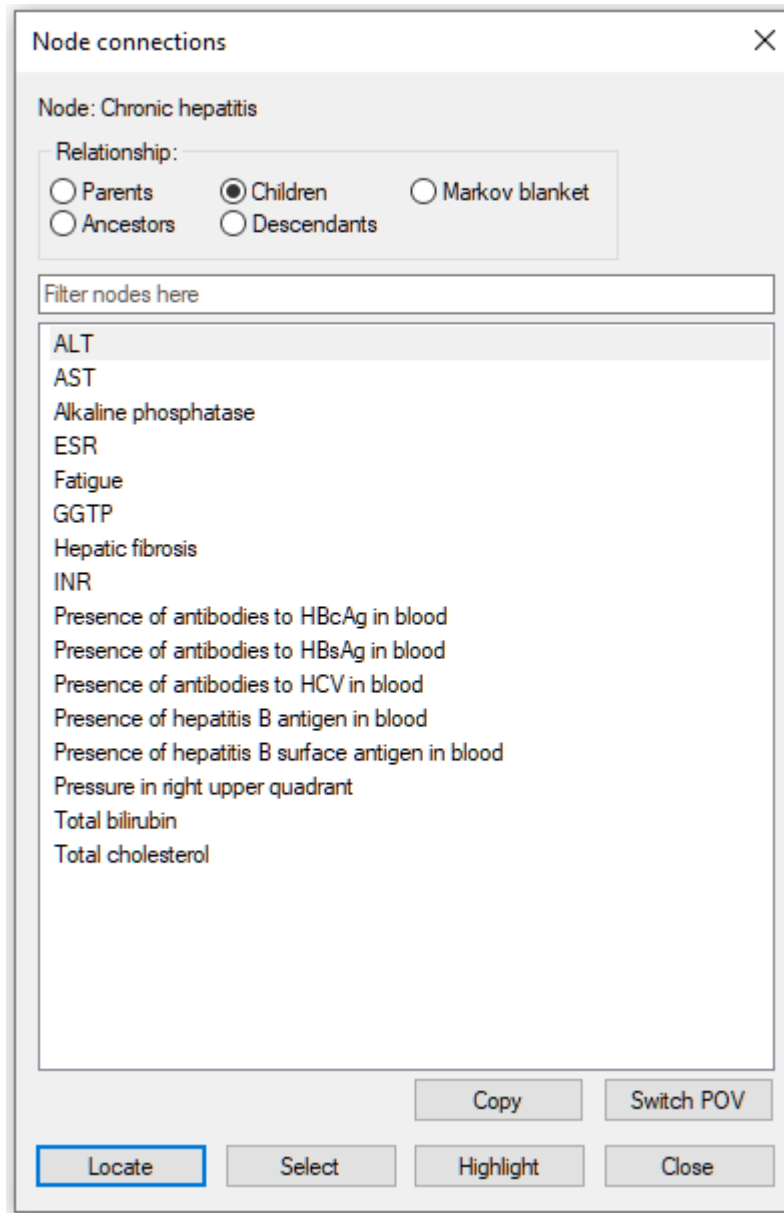 Node connections
Node: Chronic hepatitis
Relationship:
Parents Children Markov blanket
Ancestors Descendants
Filter nodes here
ALT
AST
Alkaline phosphatase
ESR
Fatigue
GGTP
Hepatic fibrosis
INR
Presence of antibodies to HBcAg in blood
Presence of antibodies to HBsAg in blood
Presence of antibodies to HCV in blood
Presence of hepatitis B antigen in blood
Presence of hepatitis B surface antigen in blood
Pressure in right upper quadrant
Total bilirubin
Total cholesterol
Copy Switch POV
Locate Select Highlight Close